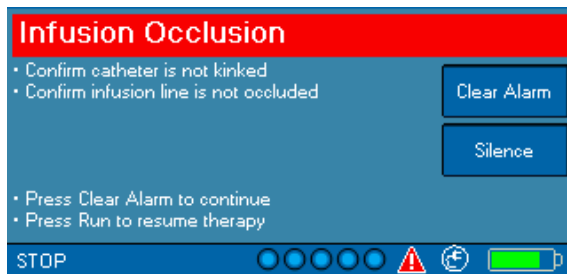 Infusion Occlusion
• Confirm catheter is not kinked
• Confirm infusion line is not occluded
Clear Alarm
Silence
• Press Clear Alarm to continue
• Press Run to resume therapy
STOP